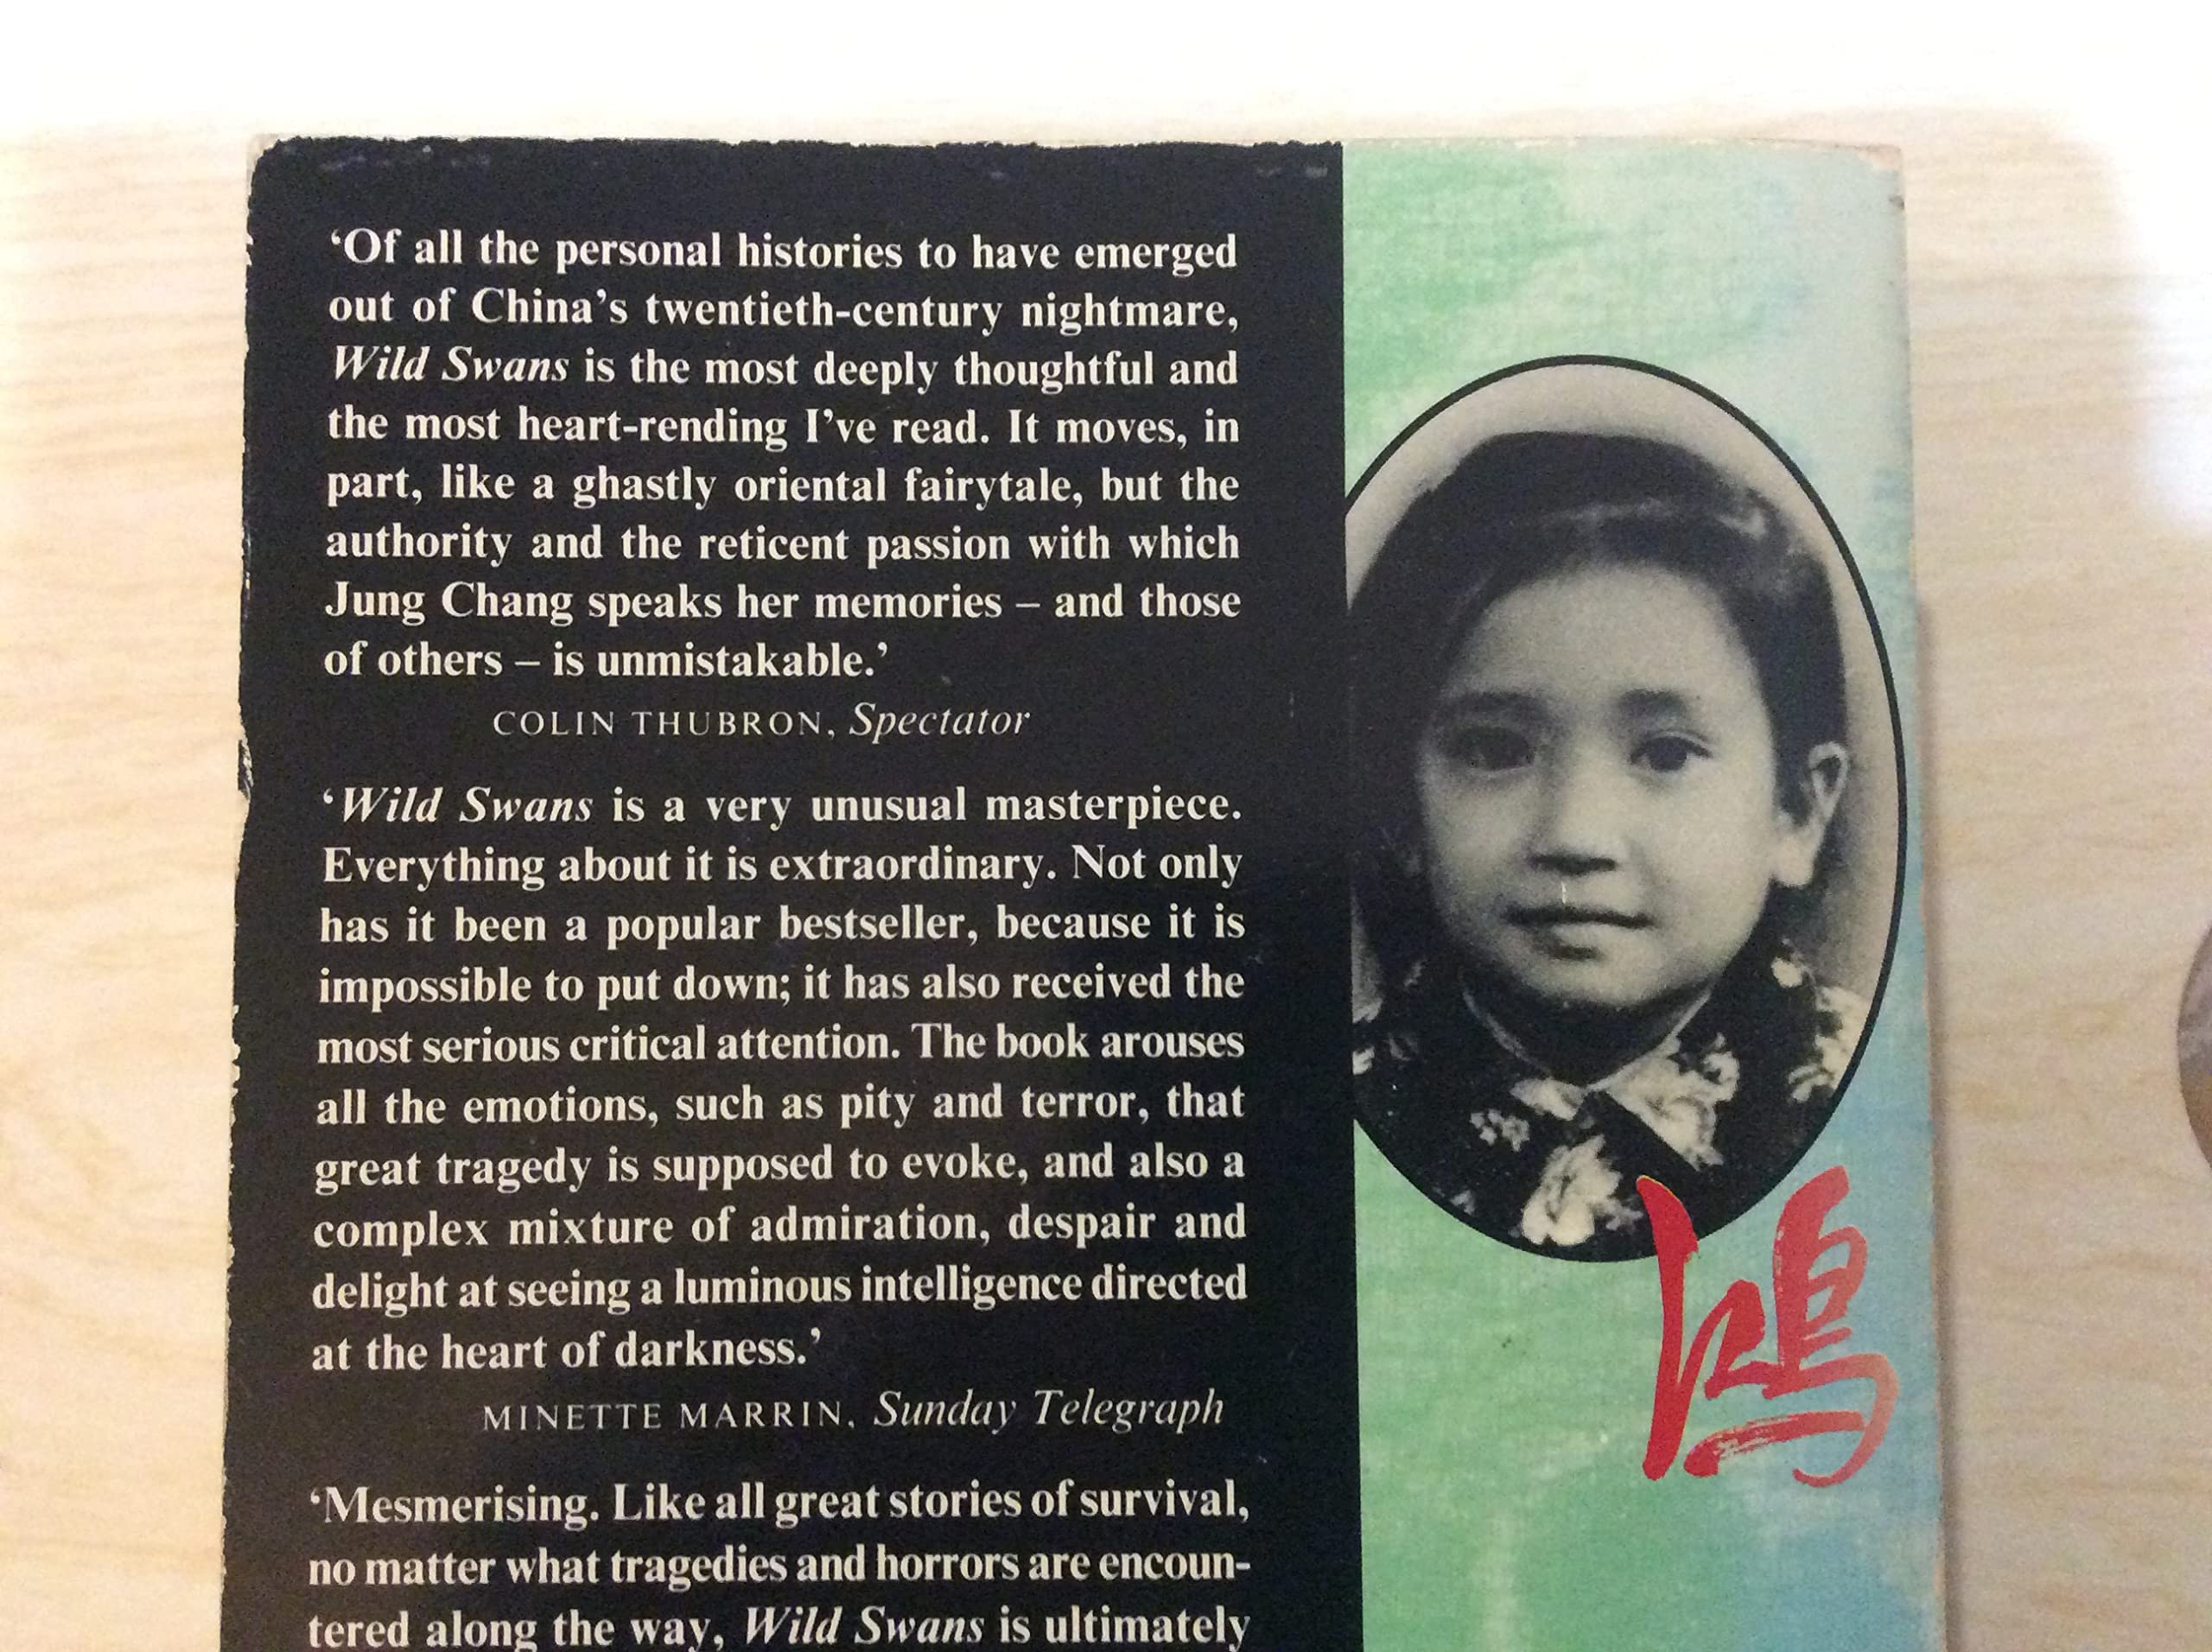 ‘Of all the personal histories to have emerged
out of China’s twentieth-century nightmare,
Wild Swans is the most deeply thoughtful and
the most heart-rending I’ve read. It moves, in
part, like a ghastly oriental fairytale, but the
authority and the reticent passion with which
Jung Chang speaks her memories – and those
of others – is unmistakable.’
COLIN THUBRON, Spectator
‘Wild Swans is a very unusual masterpiece.
Everything about it is extraordinary. Not only
has it been a popular bestseller, because it is
impossible to put down; it has also received the
most serious critical attention. The book arouses
all the emotions, such as pity and terror, that
great tragedy is supposed to evoke, and also a
complex mixture of admiration, despair and
delight at seeing a luminous intelligence directed
at the heart of darkness.’
MINETTE MARRIN, Sunday Telegraph
‘Mesmerising. Like all great stories of survival,
no matter what tragedies and horrors are encoun-
tered along the way, Wild Swans is ultimately
鴻